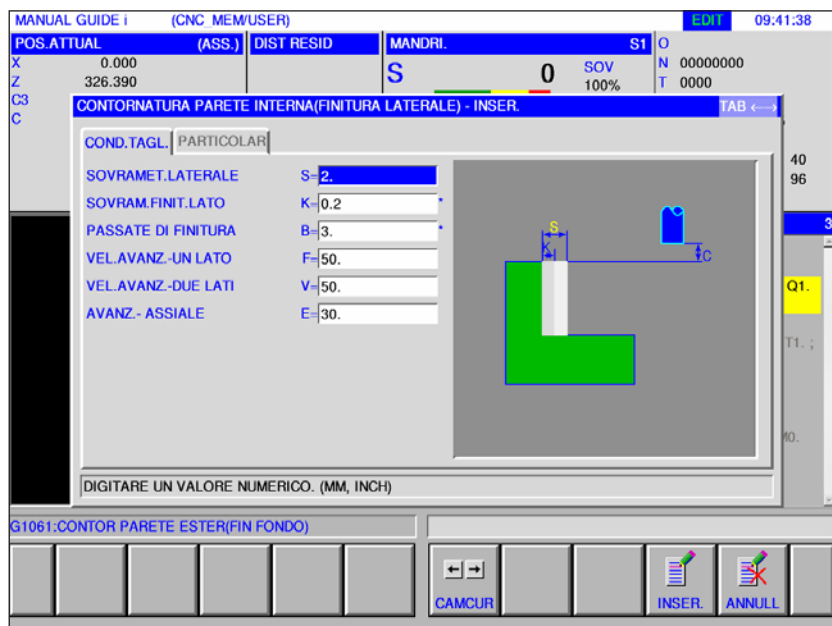 MANUAL GUIDE i (CNC_MEM/USER) EDIT 09:41:38
POS.ATTUAL (ASS.) DIST RESID MANDRI. S1 O
X 0.000 S 0 SOV N 00000000
Z 326.390 100% T 0000
C3
C
CONTORNATURA PARETE INTERNA(FINITURA LATERALE) - INSER. TAB ←→
COND.TAGL. PARTICOLAR
SOVRAMET.LATERALE S=2.
SOVRAM.FINIT.LATO K=0.2 *
PASSATE DI FINITURA B=3. *
VEL.AVANZ.-UN LATO F=50.
VEL.AVANZ.-DUE LATI V=50.
AVANZ.- ASSIALE E=30.
S
K
C
40
96
3
Q1.
T1. ;
M0.
DIGITARE UN VALORE NUMERICO. (MM, INCH)
G1061:CONTOR PARETE ESTER(FIN FONDO)
CAMCUR INSER. ANNULL